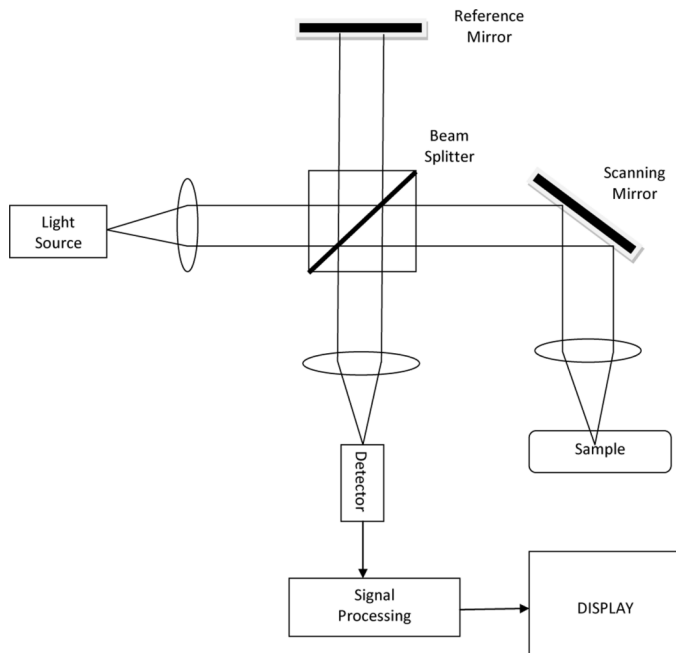 Reference
Mirror
Beam
Splitter
Scanning
Mirror
Light
Source
Sample
Detector
Signal
Processing
DISPLAY